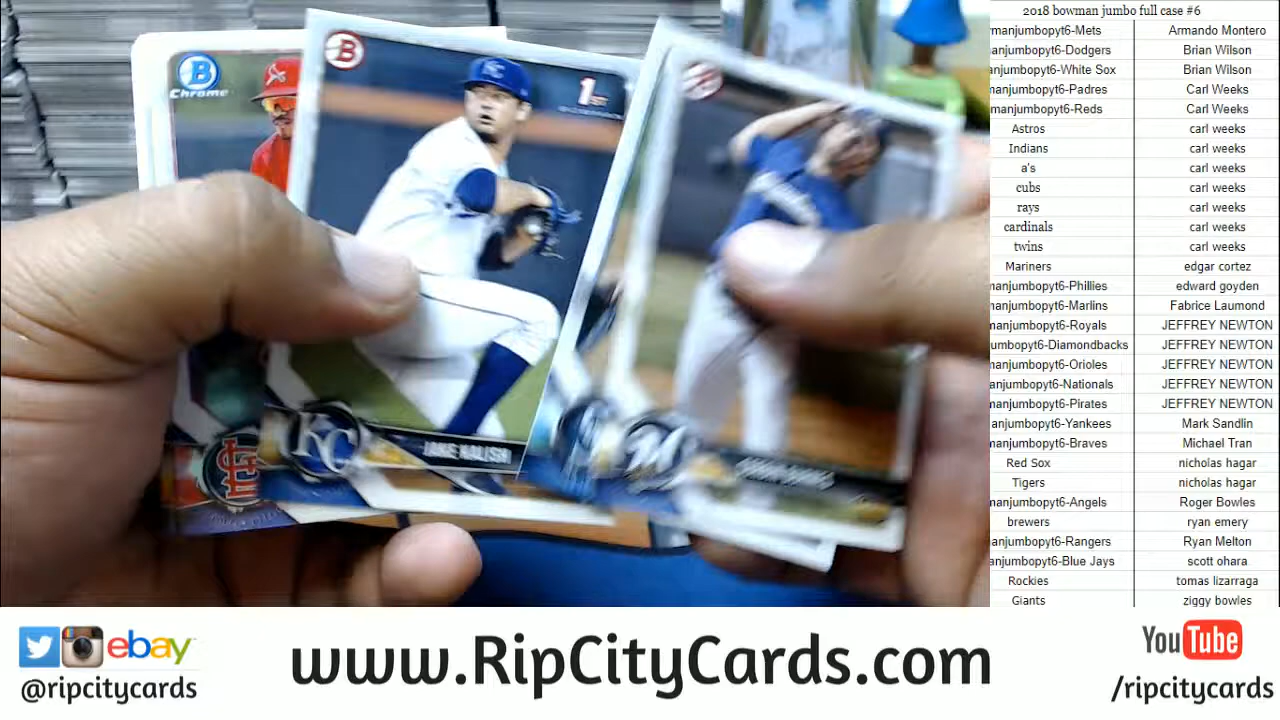 2018 bowman jumbo full case #6
manjumbopyt6-Mets Armando Montero
manjumbopyt6-Dodgers Brian Wilson
manjumbopyt6-White Sox Brian Wilson
manjumbopyt6-Padres Carl Weeks
manjumbopyt6-Reds Carl Weeks
Astros carl weeks
Indians carl weeks
a's carl weeks
cubs carl weeks
rays carl weeks
cardinals carl weeks
twins carl weeks
Mariners edgar cortez
manjumbopyt6-Phillies edward goyden
manjumbopyt6-Marlins Fabrice Laumond
manjumbopyt6-Royals JEFFREY NEWTON
umbopyt6-Diamondbacks JEFFREY NEWTON
manjumbopyt6-Orioles JEFFREY NEWTON
manjumbopyt6-Nationals JEFFREY NEWTON
manjumbopyt6-Pirates JEFFREY NEWTON
manjumbopyt6-Yankees Mark Sandlin
manjumbopyt6-Braves Michael Tran
Red Sox nicholas hagar
Tigers nicholas hagar
manjumbopyt6-Angels Roger Bowles
brewers ryan emery
manjumbopyt6-Rangers Ryan Melton
anjumbopyt6-Blue Jays scott ohara
Rockies tomas lizarraga
Giants ziggy bowles
B
Chrome
B
1ST
KC
JAKE KALISH
M
ebay
@ripcitycards
www.RipCityCards.com
YouTube
/ripcitycards